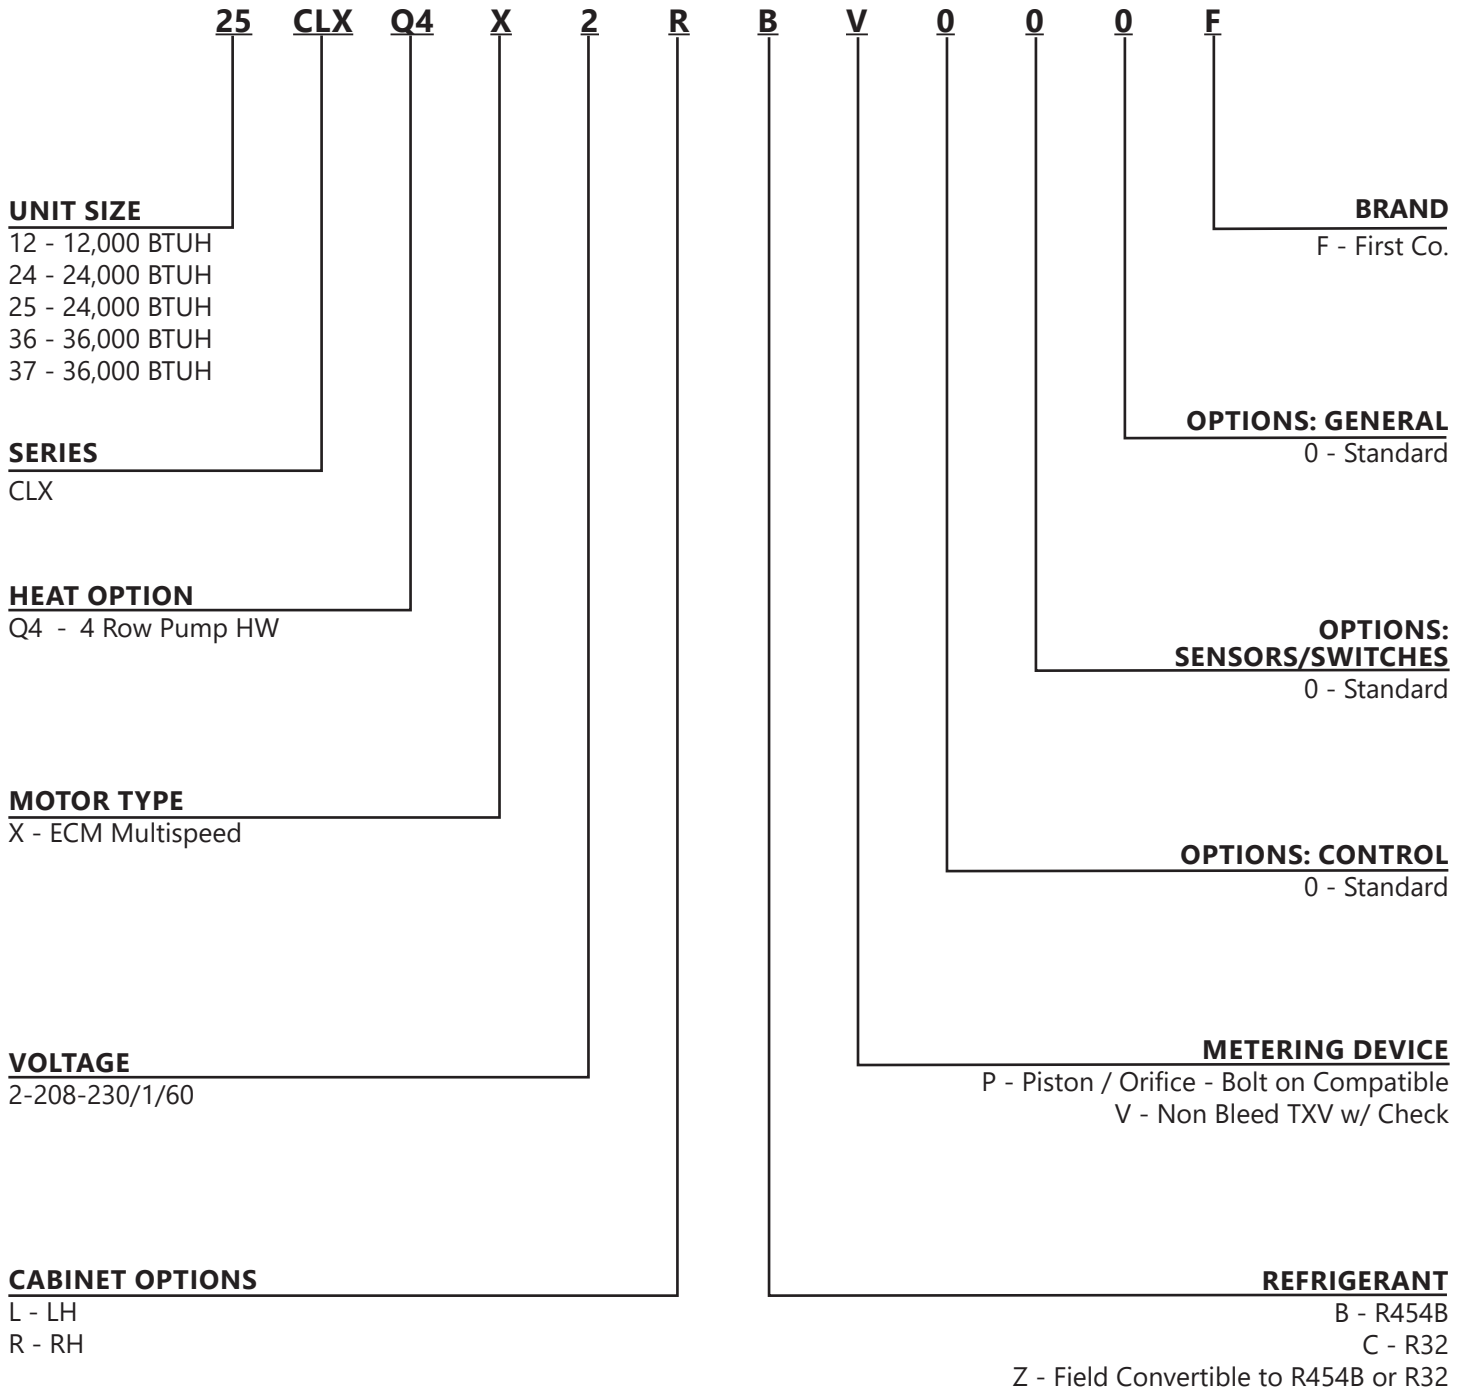 25 CLX Q4 X 2 R B V 0 0 0 F
UNIT SIZE
12 - 12,000 BTUH
24 - 24,000 BTUH
25 - 24,000 BTUH
36 - 36,000 BTUH
37 - 36,000 BTUH
SERIES
CLX
HEAT OPTION
Q4 - 4 Row Pump HW
MOTOR TYPE
X - ECM Multispeed
VOLTAGE
2-208-230/1/60
CABINET OPTIONS
L - LH
R - RH
BRAND
F - First Co.
OPTIONS: GENERAL
0 - Standard
OPTIONS:
SENSORS/SWITCHES
0 - Standard
OPTIONS: CONTROL
0 - Standard
METERING DEVICE
P - Piston / Orifice - Bolt on Compatible
V - Non Bleed TXV w/ Check
REFRIGERANT
B - R454B
C - R32
Z - Field Convertible to R454B or R32